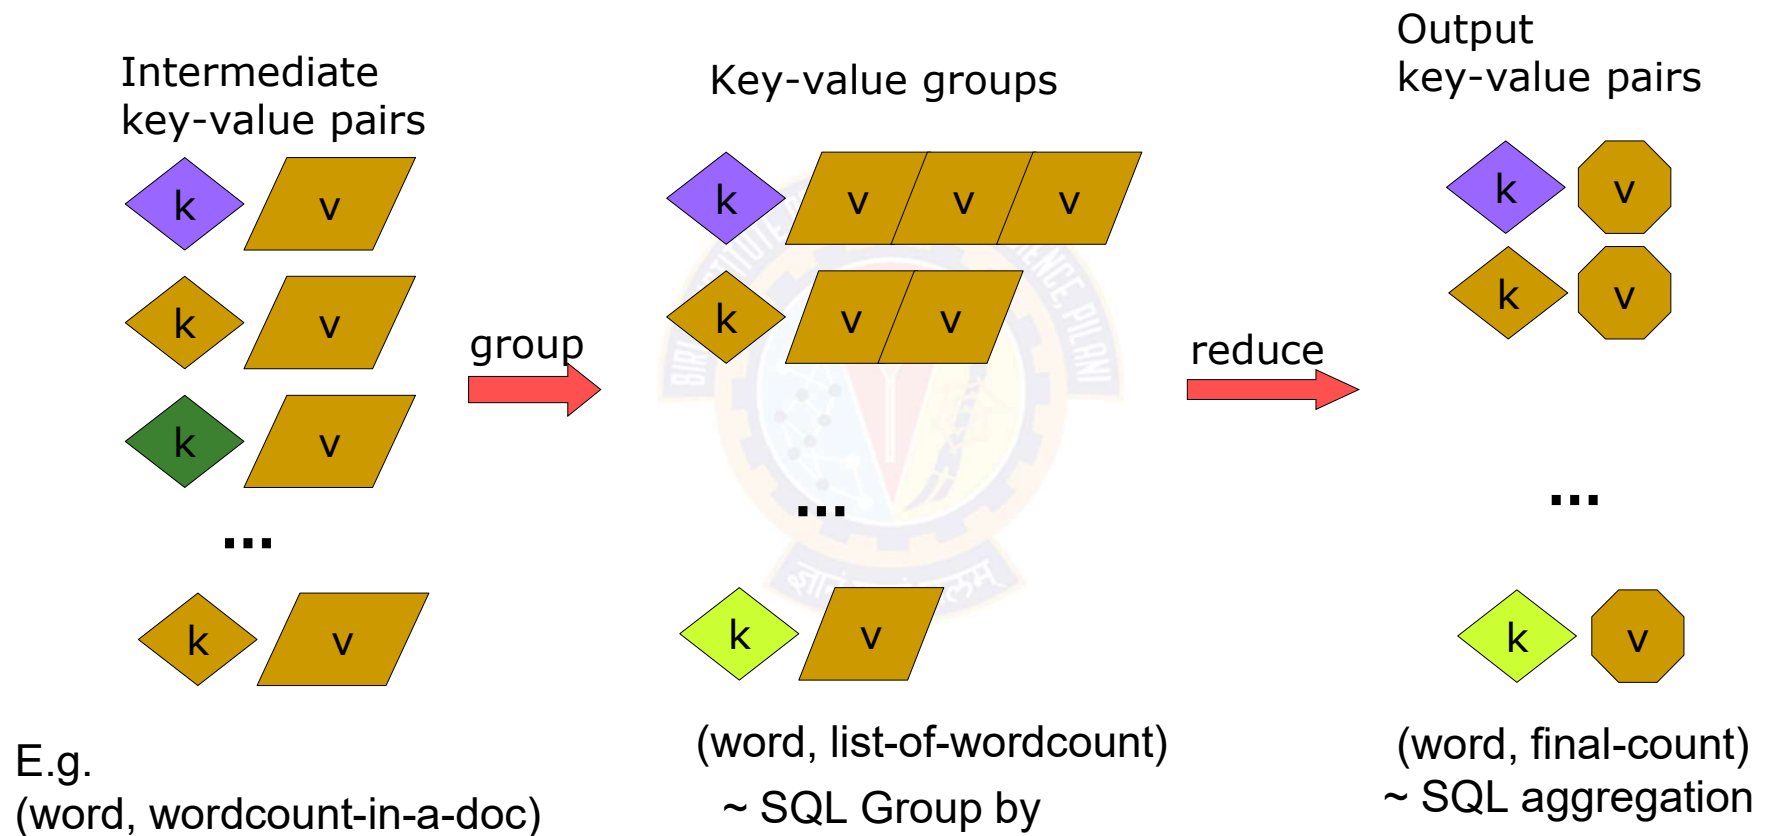 Intermediate
key-value pairs
k v
k v
k v
...
k v
E.g.
(word, wordcount-in-a-doc)
group
Key-value groups
k v v v
k v v
...
k v
(word, list-of-wordcount)
~ SQL Group by
reduce
Output
key-value pairs
k v
k v
...
k v
(word, final-count)
~ SQL aggregation